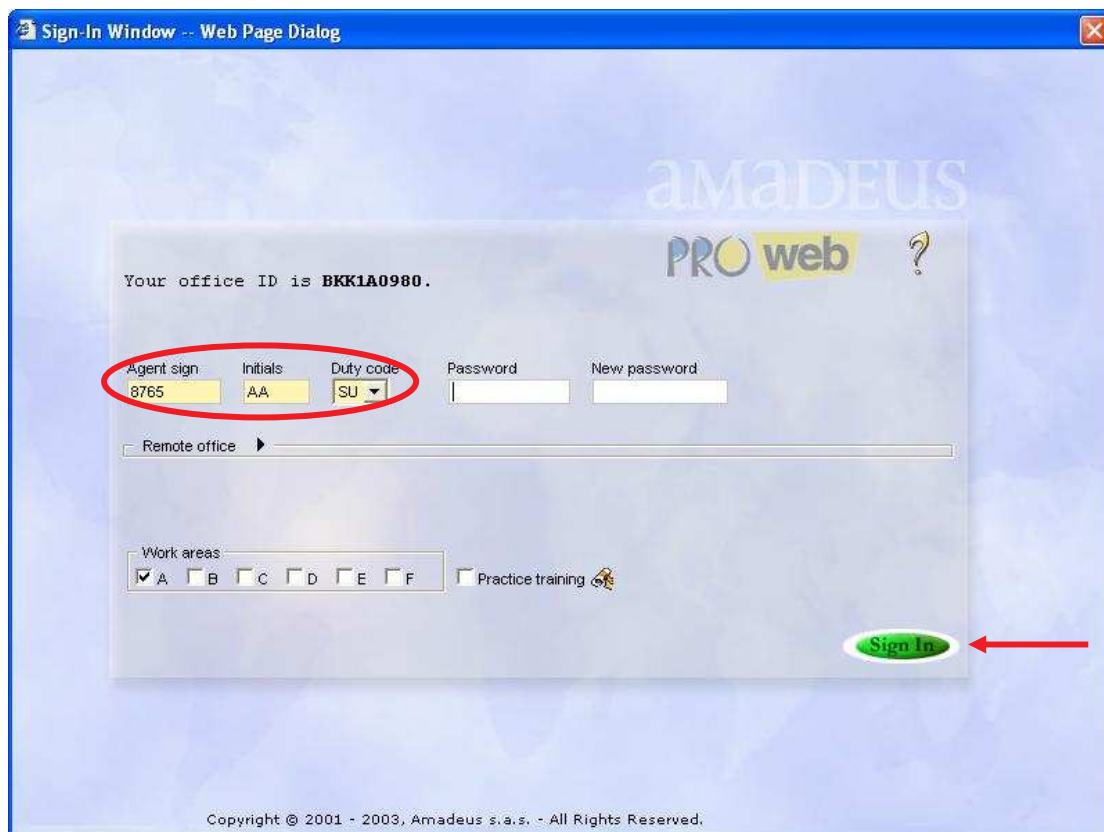 Sign-In Window -- Web Page Dialog
AMADEUS
PRO web ?
Your office ID is BKK1A0980.
Agent sign Initials Duty code Password New password
8765 AA SU
Remote office
Work areas
A B C D E F Practice training
Sign In
Copyright © 2001 - 2003, Amadeus s.a.s. - All Rights Reserved.